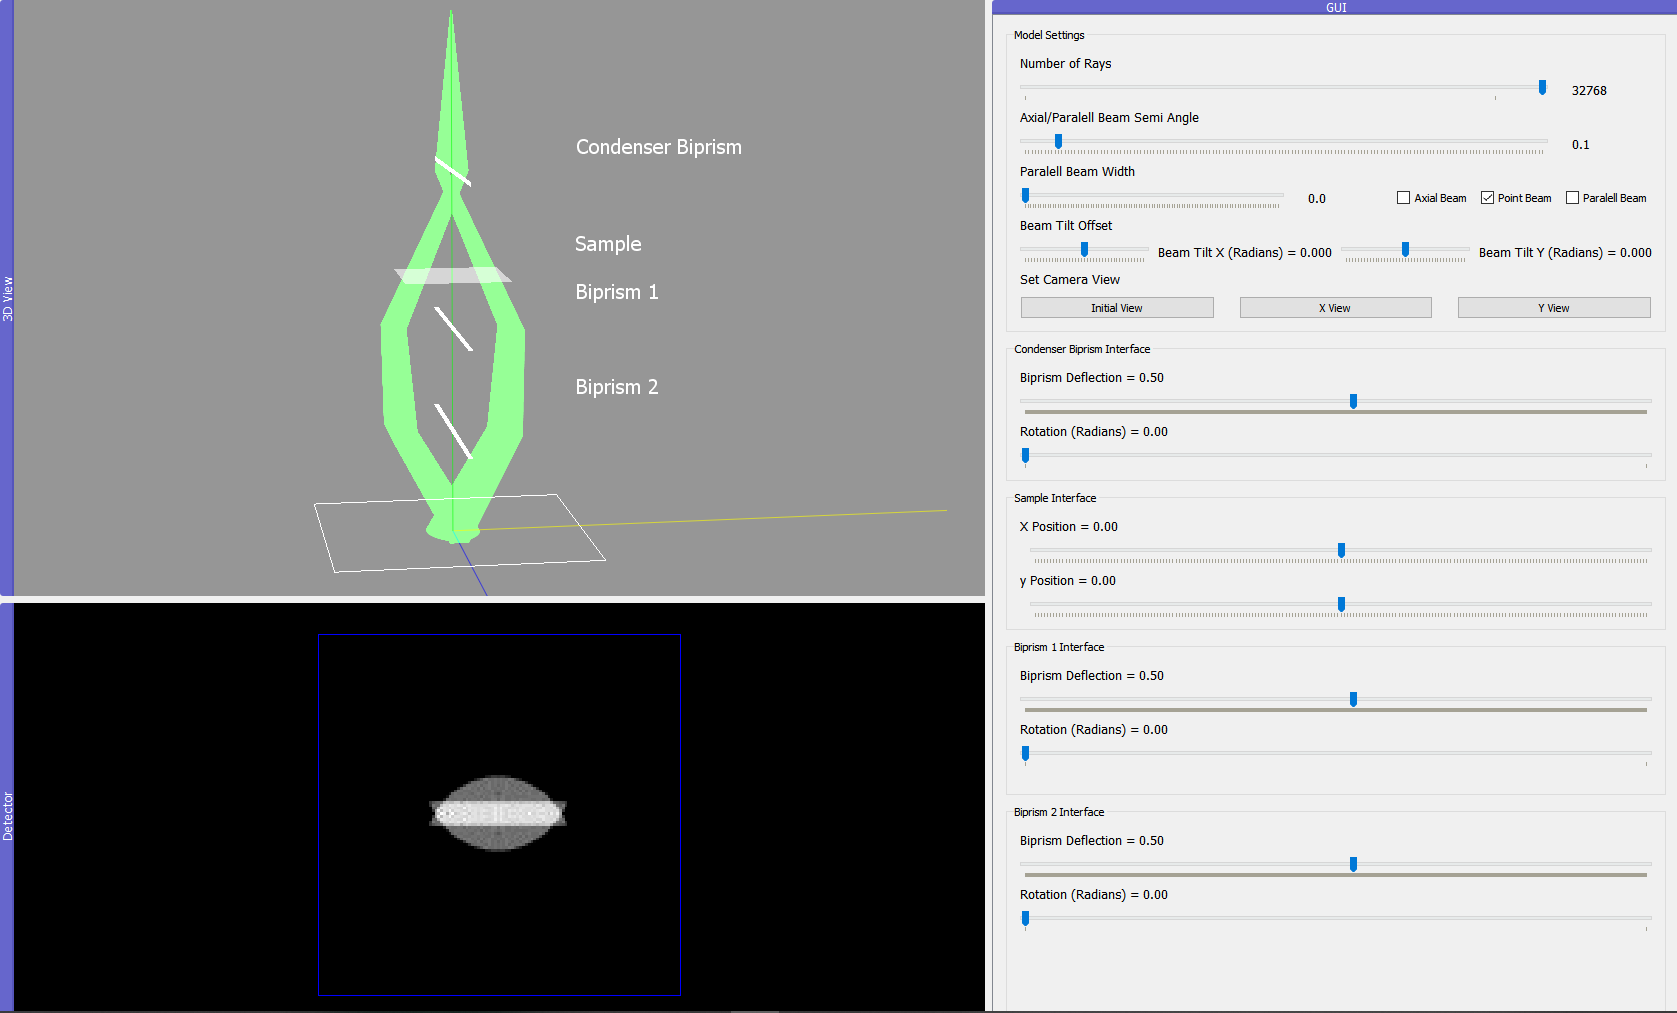 3D View
Condenser Biprism
Sample
Biprism 1
Biprism 2
Detector
GUI
Model Settings
Number of Rays
32768
Axial/Paralell Beam Semi Angle
0.1
Paralell Beam Width
0.0
Axial Beam
Point Beam
Paralell Beam
Beam Tilt Offset
Beam Tilt X (Radians) = 0.000
Beam Tilt Y (Radians) = 0.000
Set Camera View
Initial View
X View
Y View
Condenser Biprism Interface
Biprism Deflection = 0.50
Rotation (Radians) = 0.00
Sample Interface
X Position = 0.00
y Position = 0.00
Biprism 1 Interface
Biprism Deflection = 0.50
Rotation (Radians) = 0.00
Biprism 2 Interface
Biprism Deflection = 0.50
Rotation (Radians) = 0.00